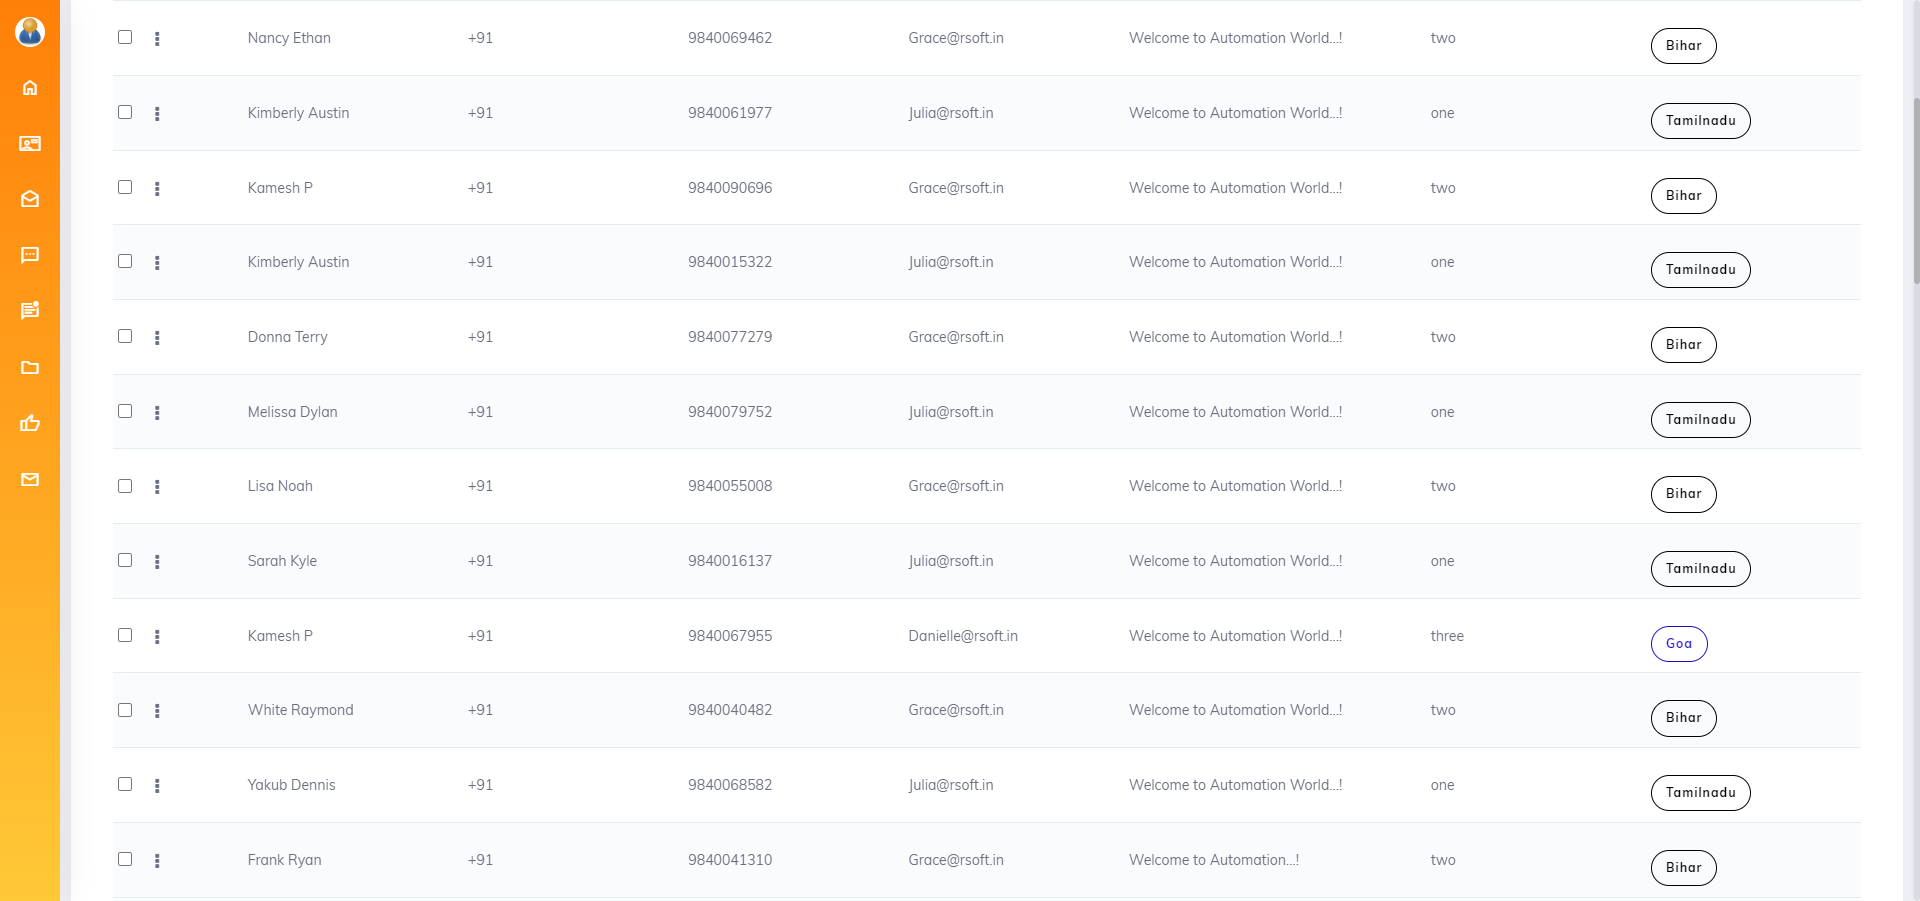 Nancy Ethan +91 9840069462 Grace@rsoft.in Welcome to Automation World...! two Bihar
Kimberly Austin +91 9840061977 Julia@rsoft.in Welcome to Automation World...! one Tamilnadu
Kamesh P +91 9840090696 Grace@rsoft.in Welcome to Automation World...! two Bihar
Kimberly Austin +91 9840015322 Julia@rsoft.in Welcome to Automation World...! one Tamilnadu
Donna Terry +91 9840077279 Grace@rsoft.in Welcome to Automation World...! two Bihar
Melissa Dylan +91 9840079752 Julia@rsoft.in Welcome to Automation World...! one Tamilnadu
Lisa Noah +91 9840055008 Grace@rsoft.in Welcome to Automation World...! two Bihar
Sarah Kyle +91 9840016137 Julia@rsoft.in Welcome to Automation World...! one Tamilnadu
Kamesh P +91 9840067955 Danielle@rsoft.in Welcome to Automation World...! three Goa
White Raymond +91 9840040482 Grace@rsoft.in Welcome to Automation World...! two Bihar
Yakub Dennis +91 9840068582 Julia@rsoft.in Welcome to Automation World...! one Tamilnadu
Frank Ryan +91 9840041310 Grace@rsoft.in Welcome to Automation...! two Bihar